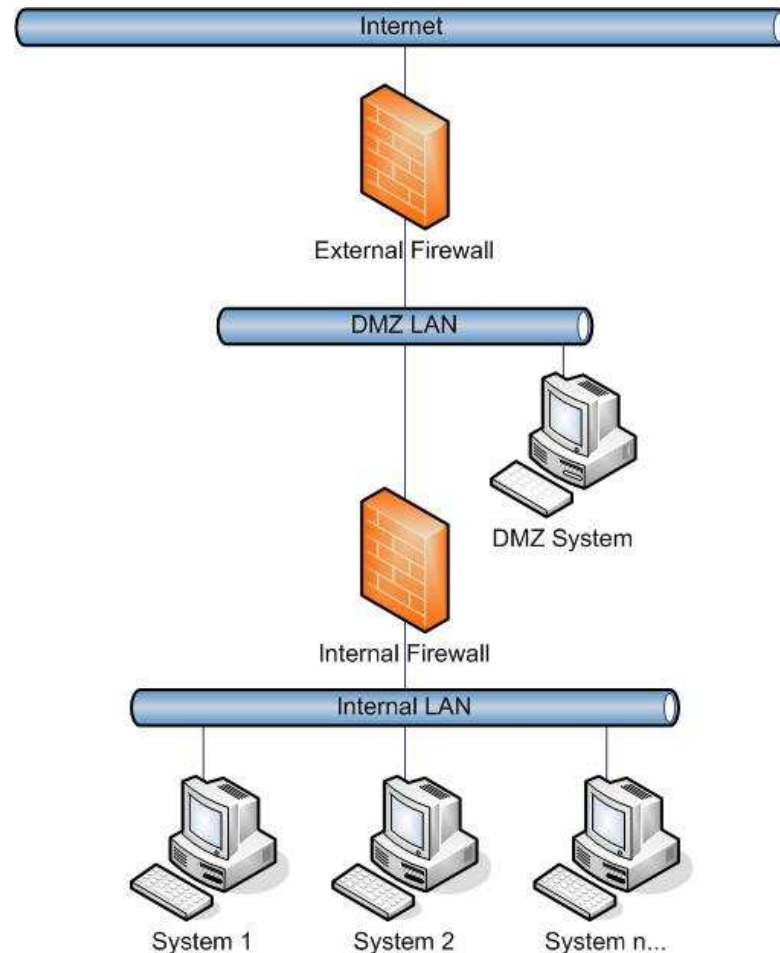 Internet
External Firewall
DMZ LAN
DMZ System
Internal Firewall
Internal LAN
System 1
System 2
System n...